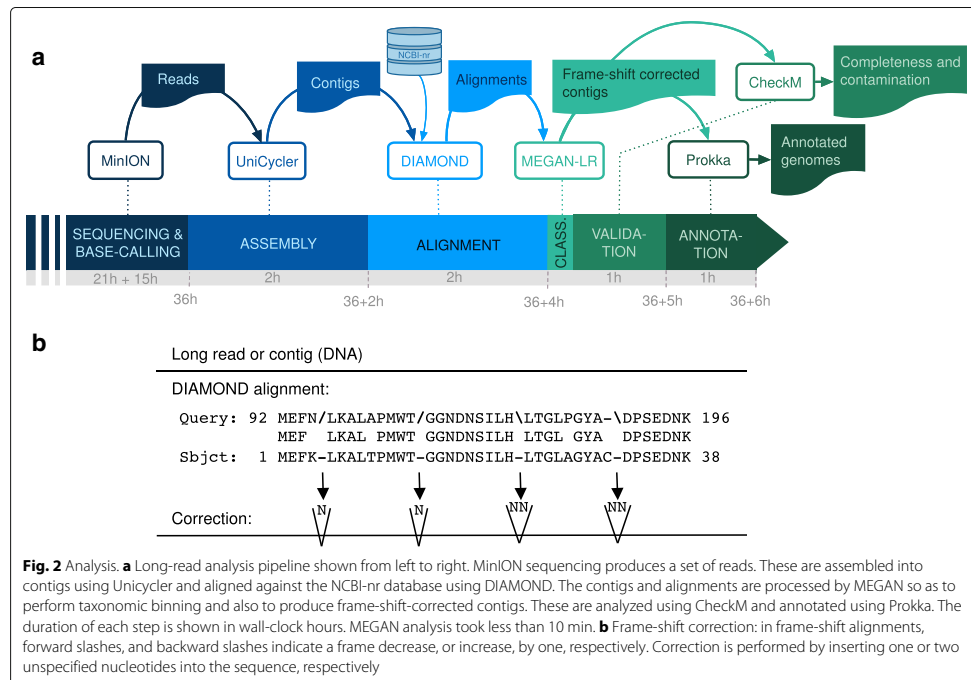 a
NCBI-nr
Reads
Contigs
Alignments
Frame-shift corrected
contigs
CheckM
Completeness and
contamination
MinION
UniCycler
DIAMOND
MEGAN-LR
Prokka
Annotated
genomes
SEQUENCING &
BASE-CALLING
ASSEMBLY
ALIGNMENT
CLASS.
VALIDA-
TION
ANNOTA-
TION
21h + 15h
2h
2h
1h
1h
36h
36+2h
36+4h
36+5h
36+6h
b
Long read or contig (DNA)
DIAMOND alignment:
Query: 92 MEFN/LKALAPMWT/GGNDNSILH\LTGLPGYA-\DPSEDNK 196
MEF LKAL PMWT GGNDNSILH LTGL GYA DPSEDNK
Sbjct: 1 MEFK-LKALTPMWT-GGNDNSILH-LTGLAGYAC-DPSEDNK 38
N N NN NN
Correction:
Fig. 2 Analysis. a Long-read analysis pipeline shown from left to right. MinION sequencing produces a set of reads. These are assembled into
contigs using Unicycler and aligned against the NCBI-nr database using DIAMOND. The contigs and alignments are processed by MEGAN so as to
perform taxonomic binning and also to produce frame-shift-corrected contigs. These are analyzed using CheckM and annotated using Prokka. The
duration of each step is shown in wall-clock hours. MEGAN analysis took less than 10 min. b Frame-shift correction: in frame-shift alignments,
forward slashes, and backward slashes indicate a frame decrease, or increase, by one, respectively. Correction is performed by inserting one or two
unspecified nucleotides into the sequence, respectively